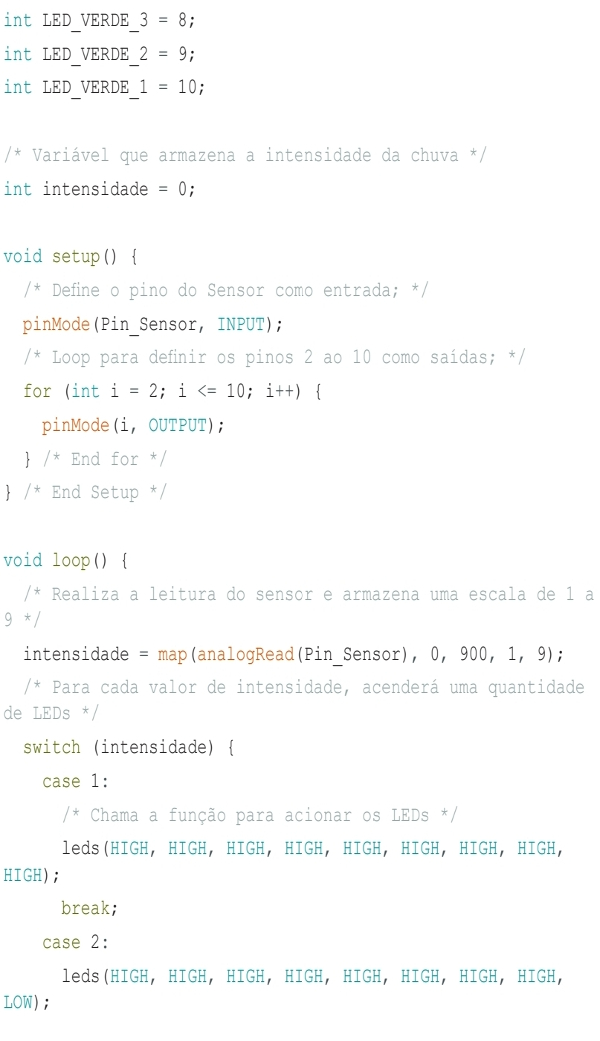 int LED_VERDE_3 = 8;
int LED_VERDE_2 = 9;
int LED_VERDE_1 = 10;
/* Variável que armazena a intensidade da chuva */
int intensidade = 0;
void setup() {
/* Define o pino do Sensor como entrada; */
pinMode(Pin_Sensor, INPUT);
/* Loop para definir os pinos 2 ao 10 como saídas; */
for (int i = 2; i <= 10; i++) {
pinMode(i, OUTPUT);
} /* End for */
} /* End Setup */
void loop() {
/* Realiza a leitura do sensor e armazena uma escala de 1 a
9 */
intensidade = map(analogRead(Pin_Sensor), 0, 900, 1, 9);
/* Para cada valor de intensidade, acenderá uma quantidade
de LEDs */
switch (intensidade) {
case 1:
/* Chama a função para acionar os LEDs */
leds(HIGH, HIGH, HIGH, HIGH, HIGH, HIGH, HIGH, HIGH,
HIGH);
break;
case 2:
leds(HIGH, HIGH, HIGH, HIGH, HIGH, HIGH, HIGH, HIGH,
LOW);